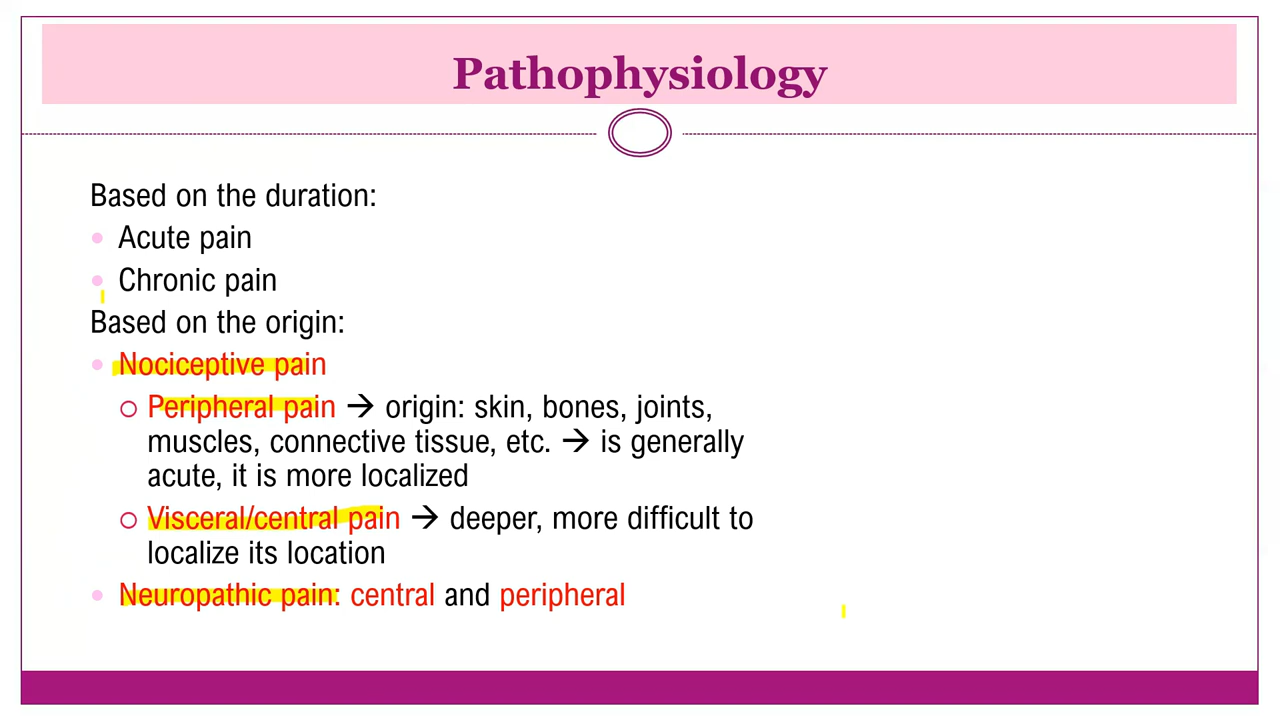 Pathophysiology
Based on the duration:
Acute pain
Chronic pain
Based on the origin:
Nociceptive pain
Peripheral pain → origin: skin, bones, joints,
muscles, connective tissue, etc. → is generally
acute, it is more localized
Visceral/central pain → deeper, more difficult to
localize its location
Neuropathic pain: central and peripheral